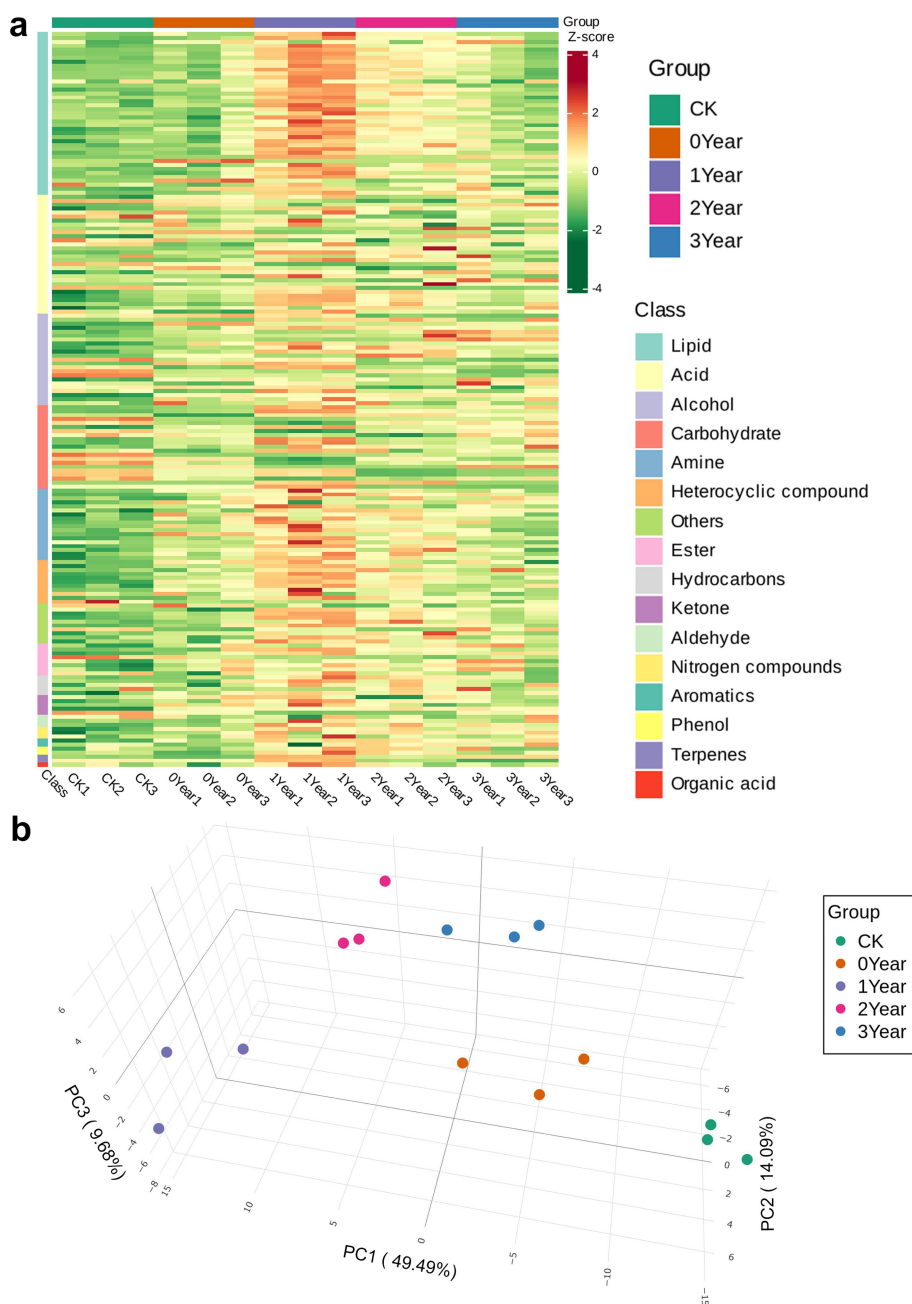 a
Group
Z-score
4
2
0
-2
-4
Group
CK
0Year
1Year
2Year
3Year
Class
Lipid
Acid
Alcohol
Carbohydrate
Amine
Heterocyclic compound
Others
Ester
Hydrocarbons
Ketone
Aldehyde
Nitrogen compounds
Aromatics
Phenol
Terpenes
Organic acid
Class
CK1
CK2
CK3
0Year1
0Year2
0Year3
1Year1
1Year2
1Year3
2Year1
2Year2
2Year3
3Year1
3Year2
3Year3
b
Group
CK
0Year
1Year
2Year
3Year
6
4
2
0
−2
−4
−6
−8
PC3 ( 9.68%)
15
10
5
0
−5
−10
−15
PC1 ( 49.49%)
−6
−4
−2
0
2
4
6
PC2 ( 14.09%)